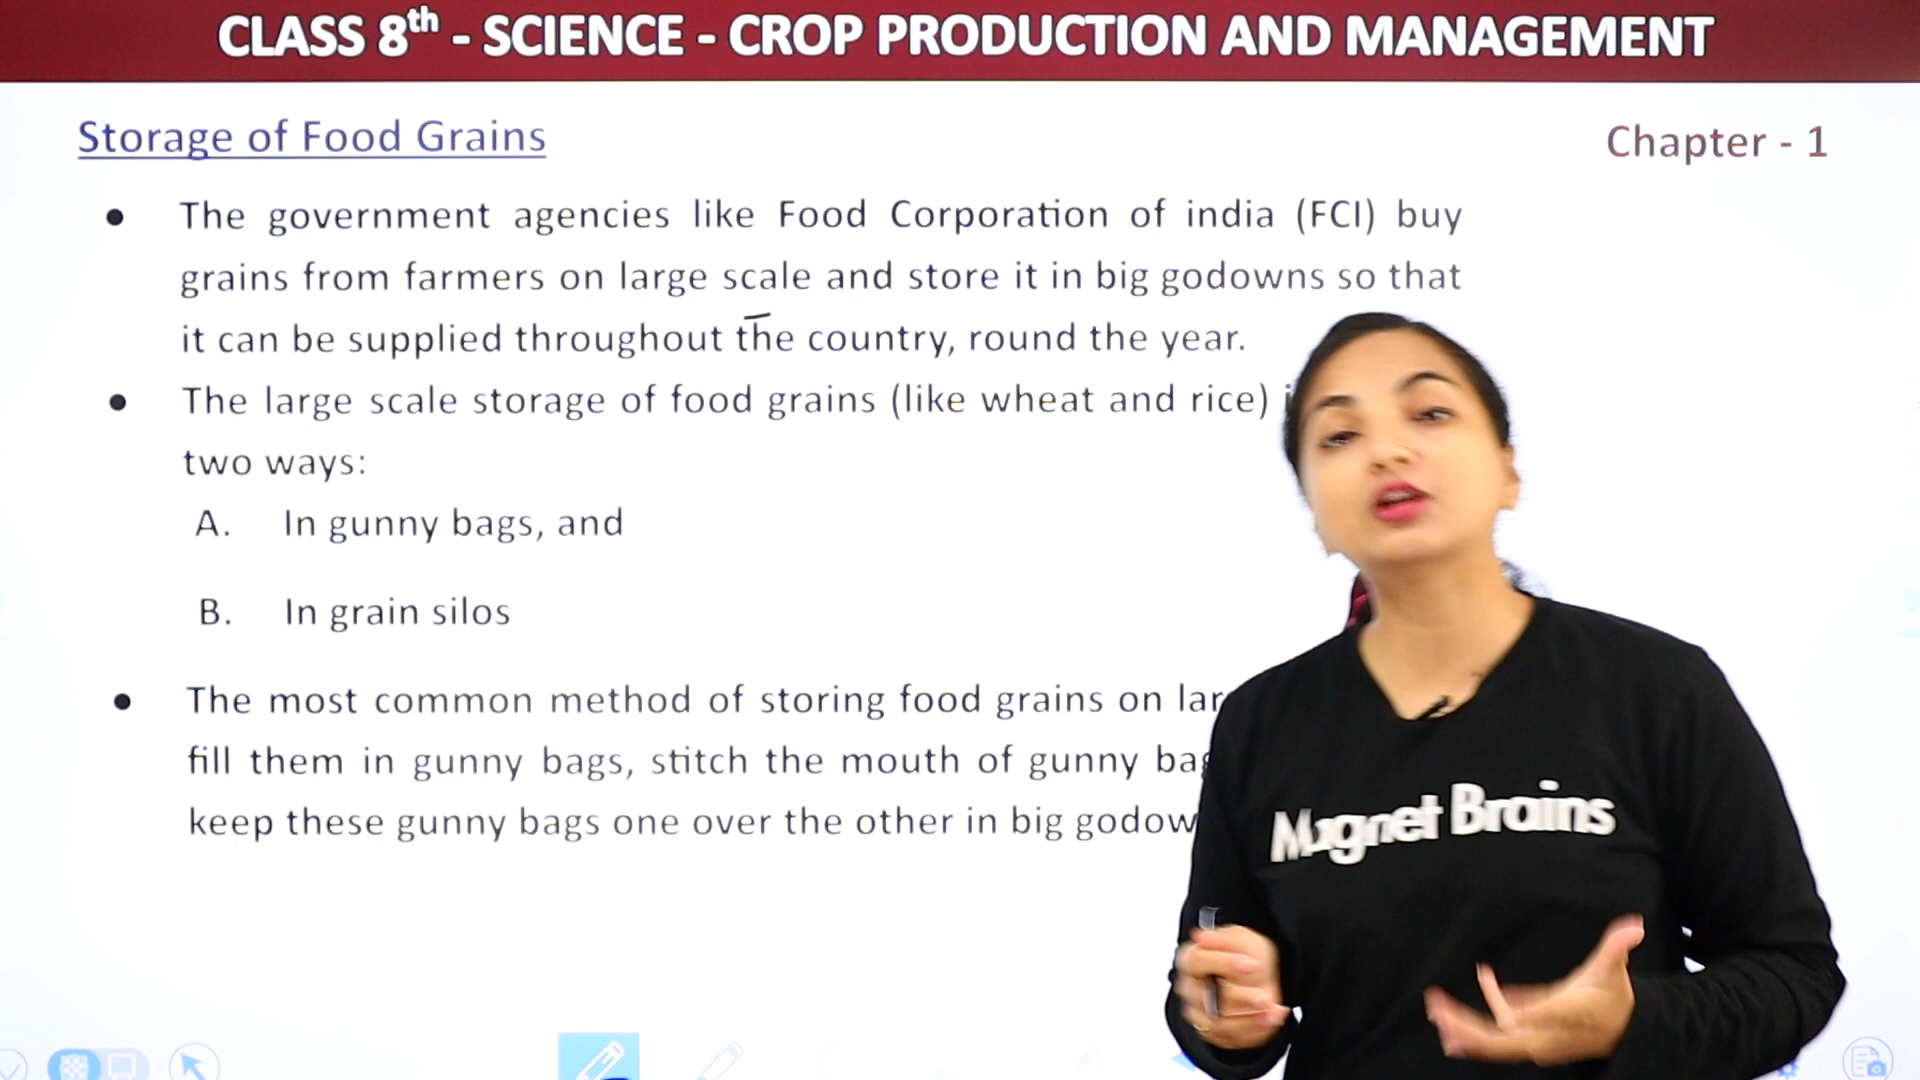 CLASS 8th - SCIENCE - CROP PRODUCTION AND MANAGEMENT
Storage of Food Grains
Chapter - 1
• The government agencies like Food Corporation of india (FCI) buy
grains from farmers on large scale and store it in big godowns so that
it can be supplied throughout the country, round the year.
• The large scale storage of food grains (like wheat and rice)
two ways:
A. In gunny bags, and
B. In grain silos
• The most common method of storing food grains on
fill them in gunny bags, stitch the mouth of gunny
keep these gunny bags one over the other in big
Magnet Brains